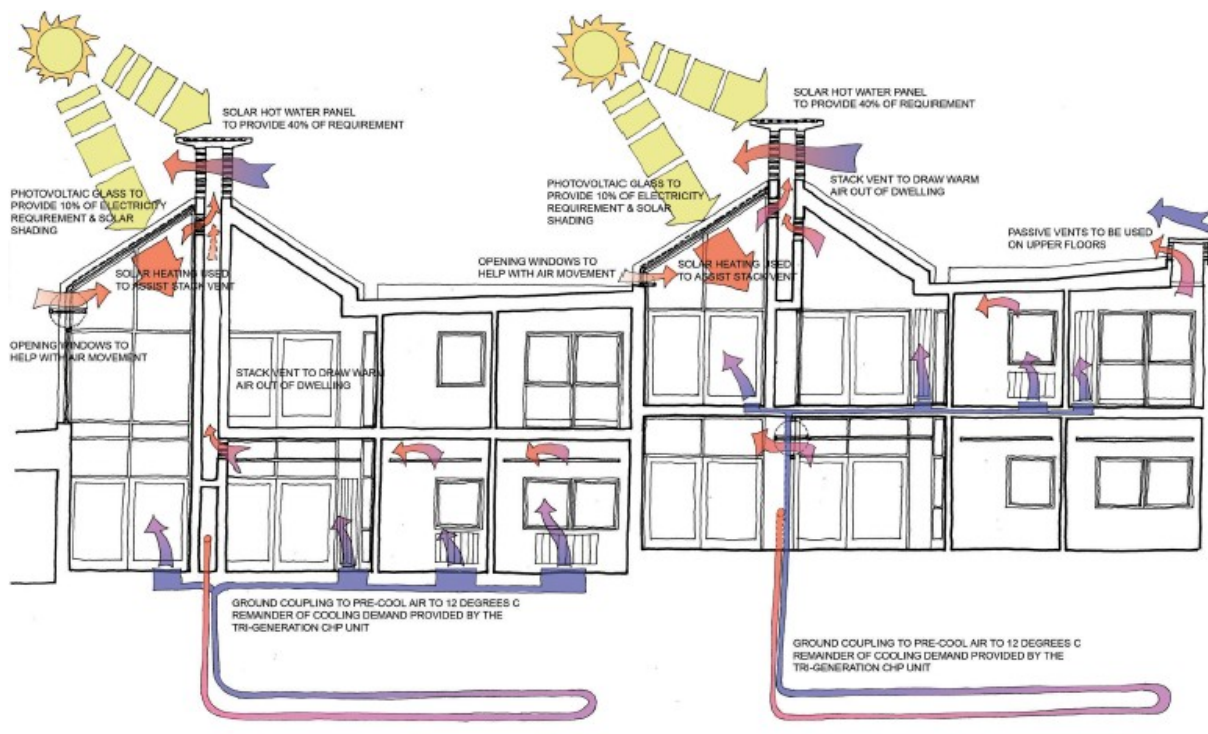 SOLAR HOT WATER PANEL
TO PROVIDE 40% OF REQUIREMENT
PHOTOVOLTAIC GLASS TO
PROVIDE 10% OF ELECTRICITY
REQUIREMENT & SOLAR
SHADING
SOLAR HEATING USED
TO ASSIST STACK VENT
OPENING WINDOWS TO
HELP WITH AIR MOVEMENT
STACK VENT TO DRAW WARM
AIR OUT OF DWELLING
GROUND COUPLING TO PRE-COOL AIR TO 12 DEGREES C
REMAINDER OF COOLING DEMAND PROVIDED BY THE
TRI-GENERATION CHP UNIT
SOLAR HOT WATER PANEL
TO PROVIDE 40% OF REQUIREMENT
PHOTOVOLTAIC GLASS TO
PROVIDE 10% OF ELECTRICITY
REQUIREMENT & SOLAR
SHADING
STACK VENT TO DRAW WARM
AIR OUT OF DWELLING
PASSIVE VENTS TO BE USED
ON UPPER FLOORS
OPENING WINDOWS TO
HELP WITH AIR MOVEMENT
SOLAR HEATING USED
TO ASSIST STACK VENT
GROUND COUPLING TO PRE-COOL AIR TO 12 DEGREES C
REMAINDER OF COOLING DEMAND PROVIDED BY THE
TRI-GENERATION CHP UNIT